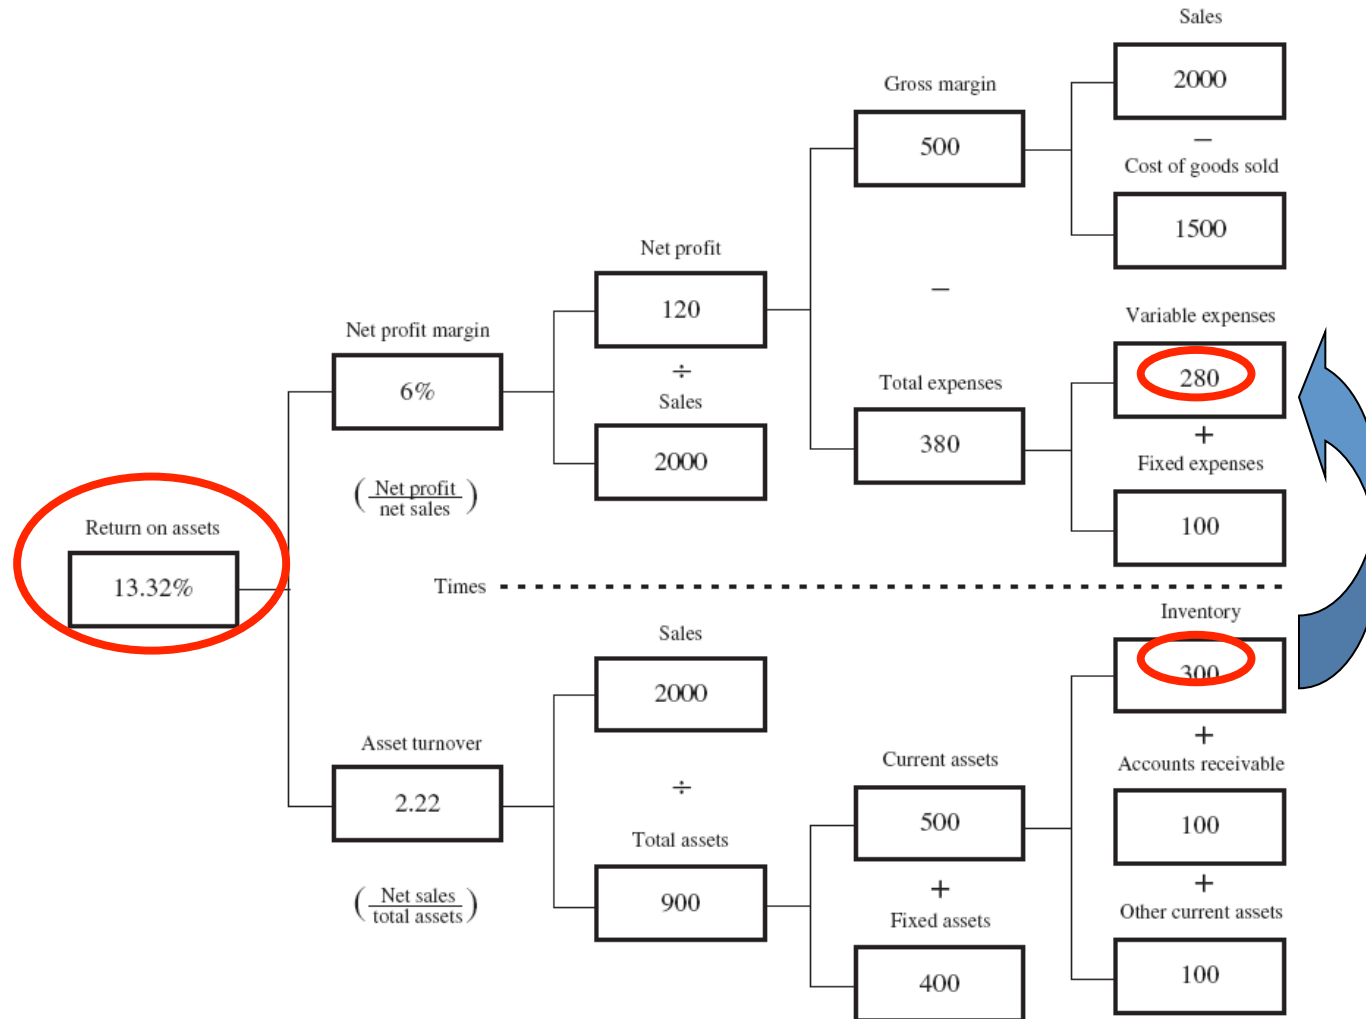 Sales
2000
−
Cost of goods sold
1500
Gross margin
500
−
Net profit
120
÷
Sales
2000
Net profit margin
6%
(Net profit
net sales)
Total expenses
380
Variable expenses
280
+
Fixed expenses
100
Return on assets
13.32%
Times
Inventory
300
+
Accounts receivable
100
+
Other current assets
100
Sales
2000
÷
Total assets
900
Asset turnover
2.22
(Net sales
total assets)
Current assets
500
+
Fixed assets
400